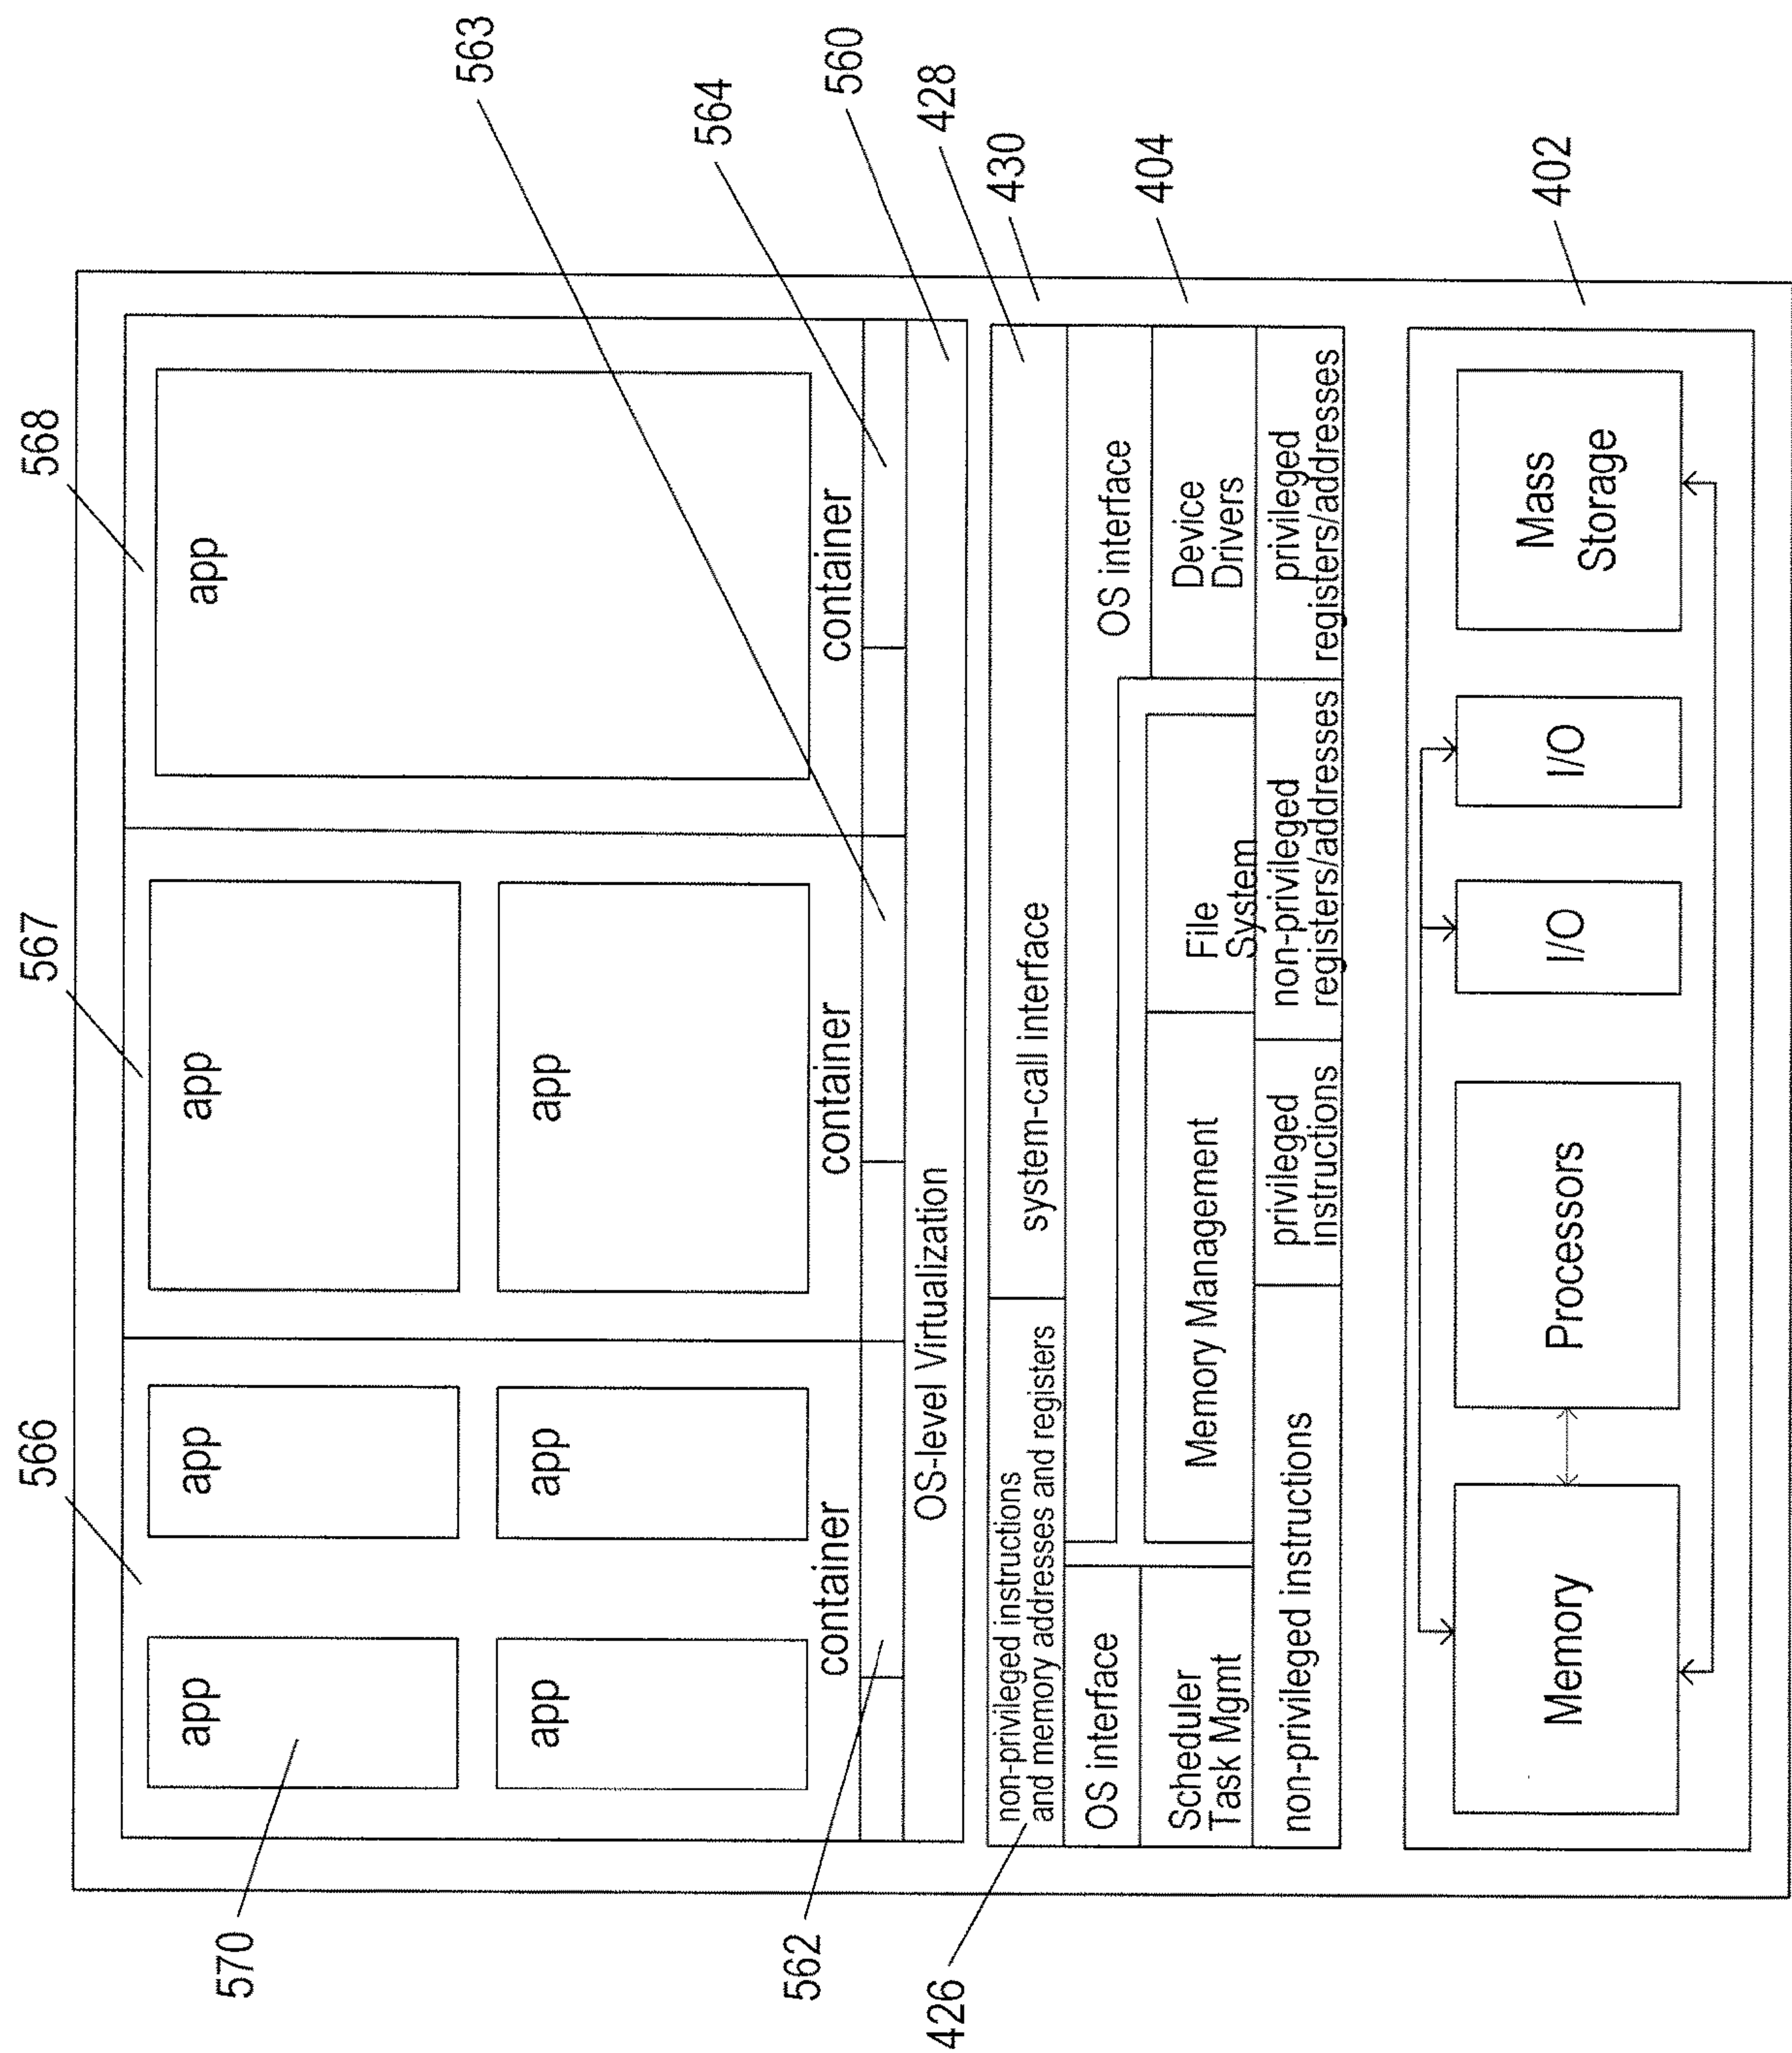 566
567
568
563
564
560
428
430
404
402
570
562
426
app
app
app
app
app
app
app
container
container
container
OS-level Virtualization
non-privileged instructions
and memory addresses and registers
system-call interface
OS interface
OS interface
Scheduler
Task Mgmt
Memory Management
File
System
Device
Drivers
non-privileged instructions
privileged
instructions
non-privileged
registers/addresses
privileged
registers/addresses
Memory
Processors
I/O
I/O
Mass
Storage